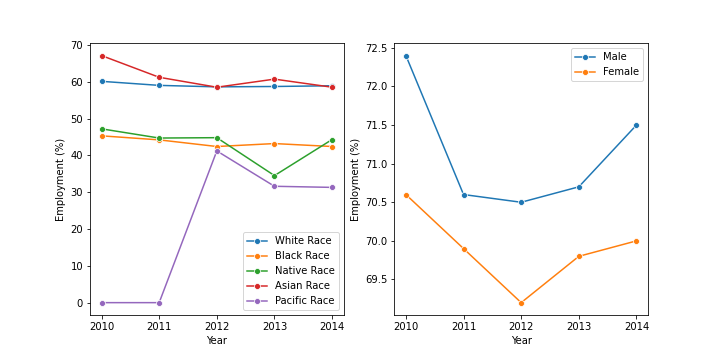 70
60
50
40
30
20
10
0
Employment (%)
2010 2011 2012 2013 2014
Year
White Race
Black Race
Native Race
Asian Race
Pacific Race
72.5
72.0
71.5
71.0
70.5
70.0
69.5
Employment (%)
2010 2011 2012 2013 2014
Year
Male
Female